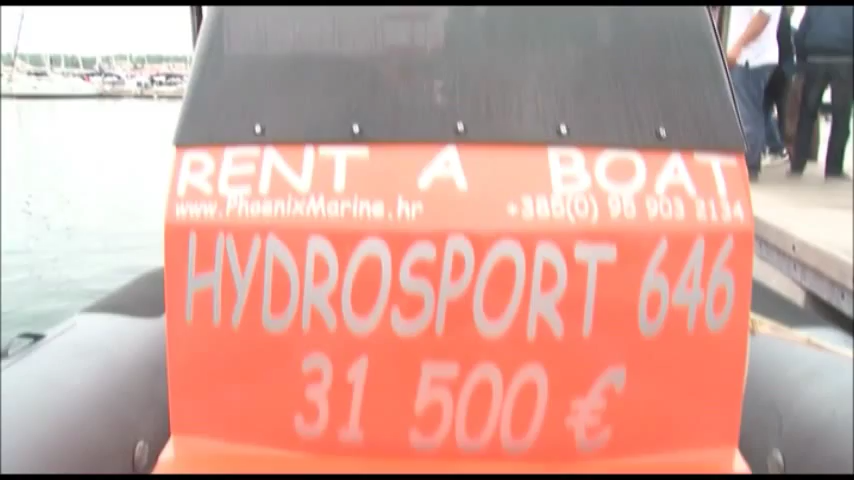 RENT A BOAT
www.PhoenixMarine.hr +385(0) 98 903 2134
HYDROSPORT 646
31 500 €